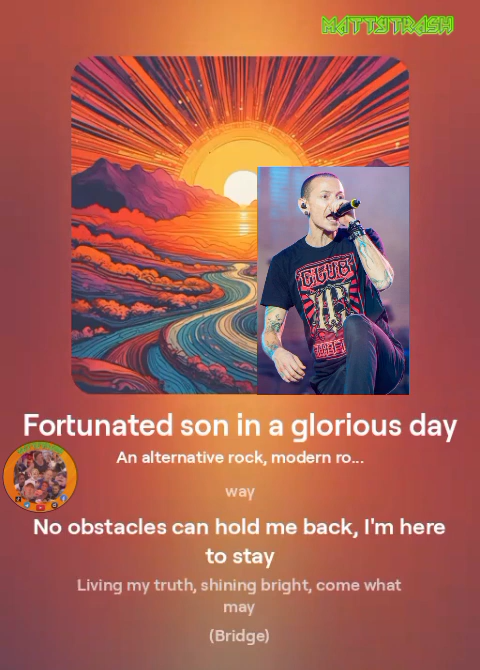 MATTYTRASH
CLUB
Fortunated son in a glorious day
An alternative rock, modern ro...
way
No obstacles can hold me back, I'm here
to stay
Living my truth, shining bright, come what
may
(Bridge)